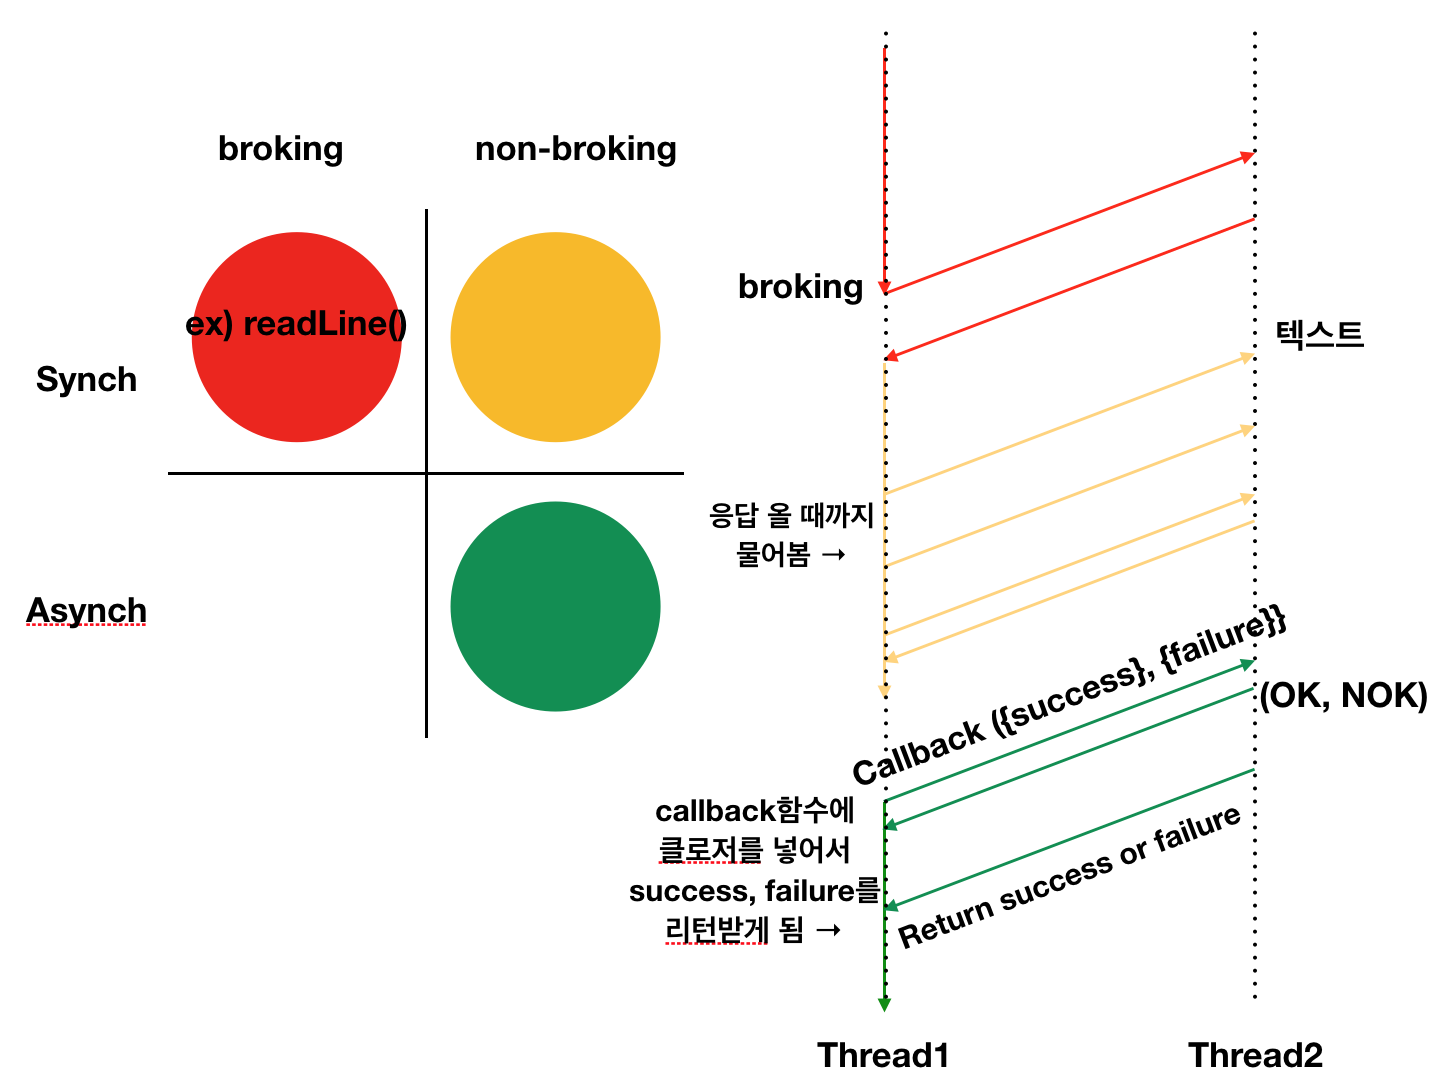 broking
non-broking
ex) readLine()
Synch
Asynch
broking
텍스트
응답 올 때까지
물어봄 →
Callback ({success}, {failure}}
(OK, NOK)
callback함수에
클로저를 넣어서
success, failure를
리턴받게 됨 →
Return success or failure
Thread1
Thread2